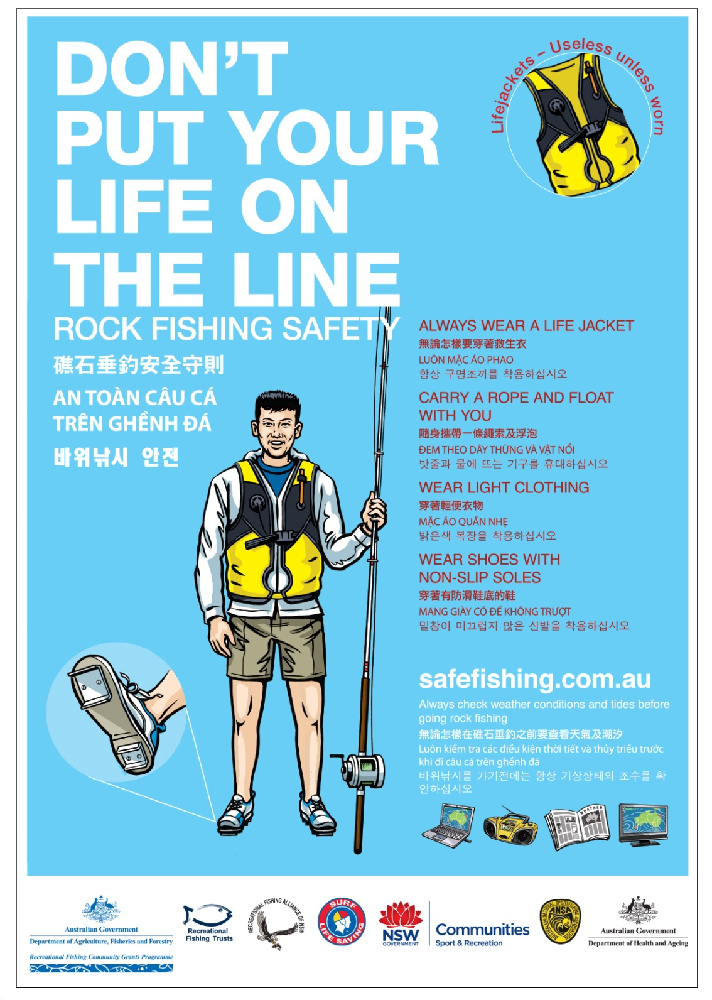 DON'T
PUT YOUR
LIFE ON
THE LINE
ROCK FISHING SAFETY
礁石垂釣安全守則
AN TOÀN CÂU CÁ
TRÊN GHỀNH ĐÁ
바위낚시 안전
Lifejackets – Useless unless worn
ALWAYS WEAR A LIFE JACKET
無論怎樣要穿著救生衣
LUÔN MẶC ÁO PHAO
항상 구명조끼를 착용하십시오
CARRY A ROPE AND FLOAT
WITH YOU
隨身攜帶一條繩索及浮泡
ĐEM THEO DÂY THỪNG VÀ VẬT NỔI
밧줄과 물에 뜨는 기구를 휴대하십시오
WEAR LIGHT CLOTHING
穿著輕便衣物
MẶC ÁO QUẦN NHẸ
밝은색 복장을 착용하십시오
WEAR SHOES WITH
NON-SLIP SOLES
穿著有防滑鞋底的鞋
MANG GIÀY CÓ ĐẾ KHÔNG TRƯỢT
밑창이 미끄럽지 않은 신발을 착용하십시오
safefishing.com.au
Always check weather conditions and tides before
going rock fishing
無論怎樣在礁石垂釣之前要查看天氣及潮汐
Luôn kiểm tra các điều kiện thời tiết và thủy triều trước
khi đi câu cá trên ghềnh đá
바위낚시를 가기전에는 항상 기상상태와 조수를 확
인하십시오
WEATHER
Australian Government
Department of Agriculture, Fisheries and Forestry
Recreational Fishing Community Grants Programme
Recreational
Fishing Trusts
RECREATIONAL FISHING ALLIANCE OF NSW
SURF
LIFE SAVING
NSW
GOVERNMENT
Communities
Sport & Recreation
ANSA
AUSTRALIAN NATIONAL SPORTFISHING ASSOCIATION
Australian Government
Department of Health and Ageing